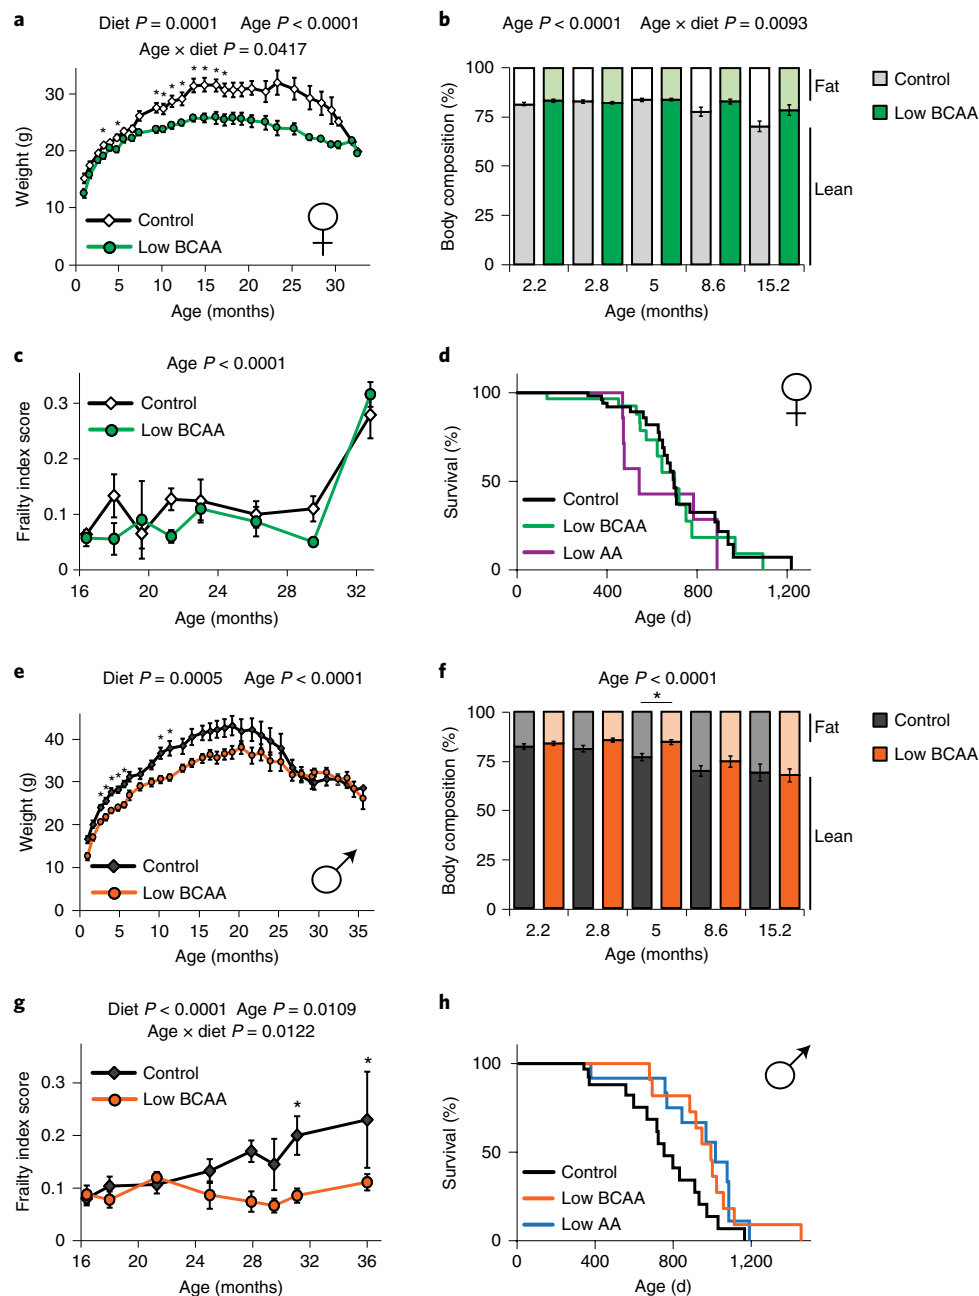 a
Diet P = 0.0001 Age P < 0.0001
Age × diet P = 0.0417
Weight (g)
30
20
10
0
* * * * * * * * * *
Control
Low BCAA
0 5 10 15 20 25 30
Age (months)
b
Age P < 0.0001 Age × diet P = 0.0093
Body composition (%)
100
75
50
25
0
Fat
Lean
Control
Low BCAA
2.2 2.8 5 8.6 15.2
Age (months)
c
Age P < 0.0001
Frailty index score
0.3
0.2
0.1
0
Control
Low BCAA
16 20 24 28 32
Age (months)
d
Survival (%)
100
50
0
Control
Low BCAA
Low AA
0 400 800 1,200
Age (d)
e
Diet P = 0.0005 Age P < 0.0001
Weight (g)
40
30
20
10
0
* * * * * * *
Control
Low BCAA
0 5 10 15 20 25 30 35
Age (months)
f
Age P < 0.0001
*
Body composition (%)
100
75
50
25
0
Fat
Lean
Control
Low BCAA
2.2 2.8 5 8.6 15.2
Age (months)
g
Diet P < 0.0001 Age P = 0.0109
Age × diet P = 0.0122
Frailty index score
0.3
0.2
0.1
0
Control
Low BCAA
* *
16 20 24 28 32 36
Age (months)
h
Survival (%)
100
50
0
Control
Low BCAA
Low AA
0 400 800 1,200
Age (d)